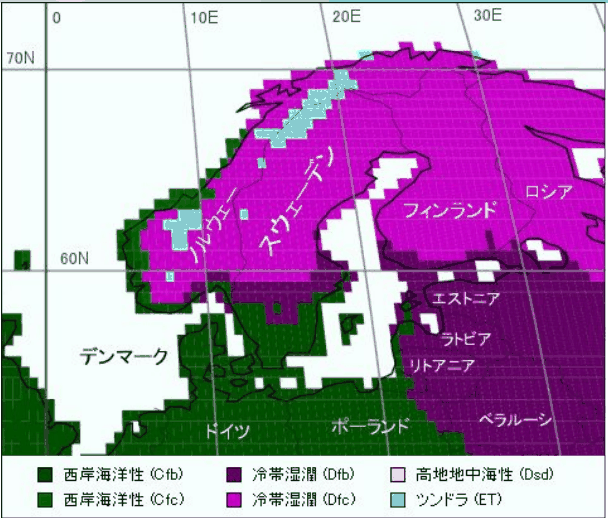 0 10E 20E 30E
70N
ロシア
フィンランド
スウェーデン
ノルウェー
60N
エストニア
ラトビア
デンマーク
リトアニア
ドイツ
ポーランド
ベラルーシ
西岸海洋性 (Cfb) 冷帯湿潤 (Dfb) 高地地中海性 (Dsd)
西岸海洋性 (Cfc) 冷帯湿潤 (Dfc) ツンドラ (ET)